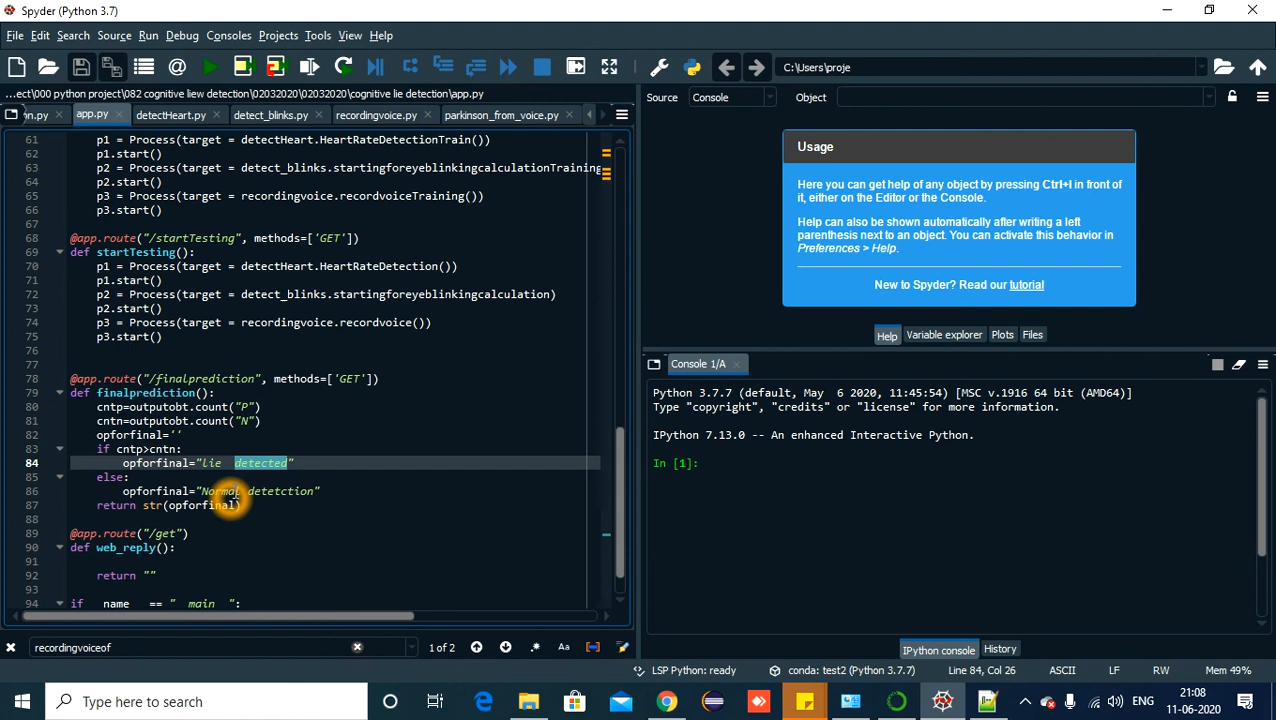 Spyder (Python 3.7)
File Edit Search Source Run Debug Consoles Projects Tools View Help
C:\Users\proje
...ect\000 python project\082 cognitive liew detection\02032020\02032020\cognitive lie detection\app.py
on.py app.py detectHeart.py detect_blinks.py recordingvoice.py parkinson_from_voice.py
61 p1 = Process(target = detectHeart.HeartRateDetectionTrain())
62 p1.start()
63 p2 = Process(target = detect_blinks.startingforeyeblinkingcalculationTraining
64 p2.start()
65 p3 = Process(target = recordingvoice.recordvoiceTraining())
66 p3.start()
67
68 @app.route("/startTesting", methods=['GET'])
69 def startTesting():
70 p1 = Process(target = detectHeart.HeartRateDetection())
71 p1.start()
72 p2 = Process(target = detect_blinks.startingforeyeblinkingcalculation)
73 p2.start()
74 p3 = Process(target = recordingvoice.recordvoice())
75 p3.start()
76
77
78 @app.route("/finalprediction", methods=['GET'])
79 def finalprediction():
80 cntp=outputobt.count("P")
81 cntn=outputobt.count("N")
82 opforfinal=''
83 if cntp>cntn:
84 opforfinal="lie  detected"
85 else:
86 opforfinal="Normal detetction"
87 return str(opforfinal)
88
89 @app.route("/get")
90 def web_reply():
91
92 return ""
93
94 if __name__ == "__main__":
recordingvoiceof 1 of 2 Aa
Source Console Object
Usage
Here you can get help of any object by pressing Ctrl+I in front of it, either on the Editor or the Console.
Help can also be shown automatically after writing a left parenthesis next to an object. You can activate this behavior in Preferences > Help.
New to Spyder? Read our tutorial
Help Variable explorer Plots Files
Console 1/A
Python 3.7.7 (default, May  6 2020, 11:45:54) [MSC v.1916 64 bit (AMD64)]
Type "copyright", "credits" or "license" for more information.
IPython 7.13.0 -- An enhanced Interactive Python.
In [1]:
IPython console History
LSP Python: ready conda: test2 (Python 3.7.7) Line 84, Col 26 ASCII LF RW Mem 49%
Type here to search
ENG
21:08
11-06-2020